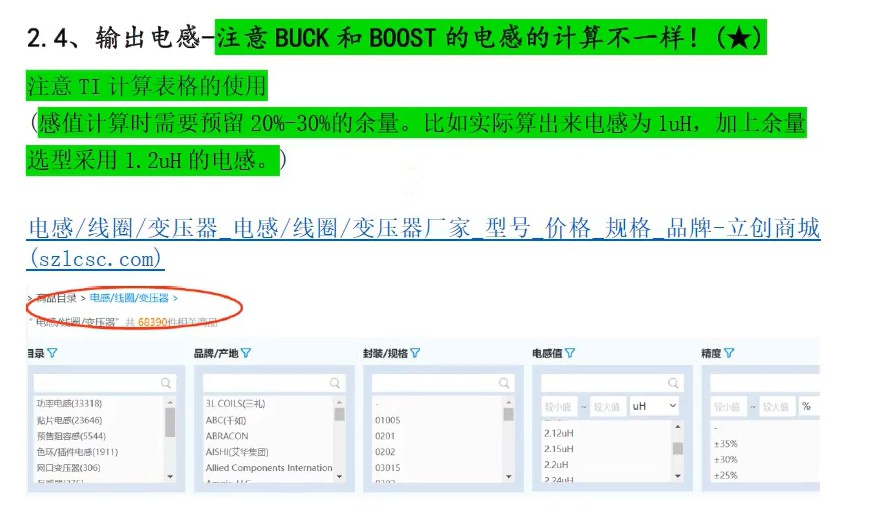 2.4、输出电感-注意 BUCK 和 BOOST 的电感的计算不一样！(★)
注意 TI 计算表格的使用
(感值计算时需要预留 20%-30%的余量。比如实际算出来电感为 1uH，加上余量
选型采用 1.2uH 的电感。)
电感/线圈/变压器_电感/线圈/变压器厂家_型号_价格_规格_品牌-立创商城
(szlcsc.com)
> 商品目录 > 电感/线圈/变压器 >
"电感/线圈/变压器" 共 68390件相关商品
目录 品牌/产地 封装/规格 电感值 精度
较小值 ~ 较大值 uH 较小值 ~ 较大值 %
功率电感(33318) 3L COILS(三礼) - 2.12uH -
贴片电感(23646) ABC(千如) 01005 2.15uH ±35%
预售阻容感(5544) ABRACON 0201 2.2uH ±30%
色环/插件电感(1911) AISHI(艾华集团) 0202 2.24uH ±25%
网口变压器(306) Allied Components Internation 03015